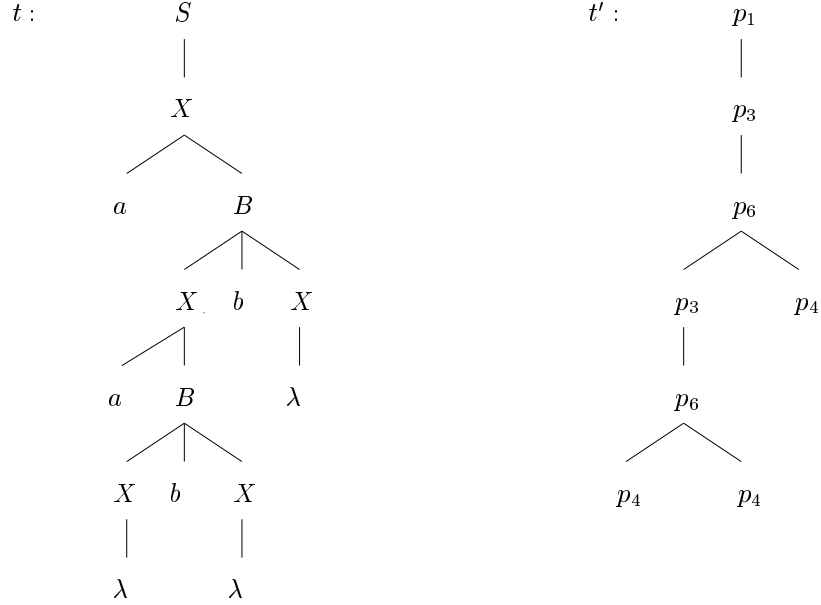 t : S t′ : p₁
X p₃
a B p₆
X b X p₃ p₄
a B λ p₆
X b X p₄ p₄
λ λ